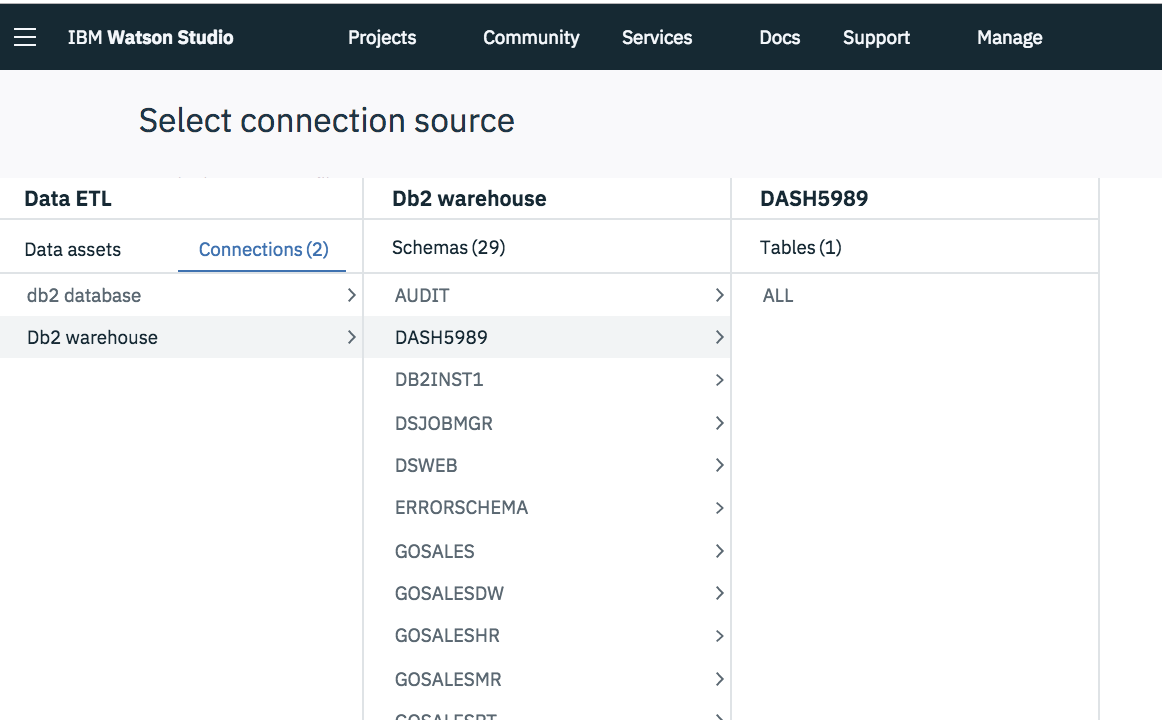 IBM Watson Studio Projects Community Services Docs Support Manage
Select connection source
Data ETL
Data assets Connections (2)
db2 database
Db2 warehouse
Db2 warehouse
Schemas (29)
AUDIT
DASH5989
DB2INST1
DSJOBMGR
DSWEB
ERRORSCHEMA
GOSALES
GOSALESDW
GOSALESHR
GOSALESMR
DASH5989
Tables (1)
ALL